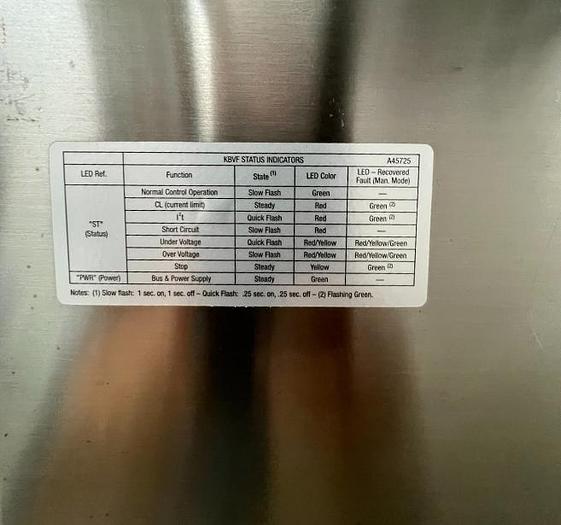 KBVF STATUS INDICATORS A45725
LED Ref. Function State (1) LED Color LED – Recovered Fault (Man. Mode)
"ST" (Status) Normal Control Operation Slow Flash Green —
CL (current limit) Steady Red Green (2)
I²t Quick Flash Red Green (2)
Short Circuit Slow Flash Red —
Under Voltage Quick Flash Red/Yellow Red/Yellow/Green
Over Voltage Slow Flash Red/Yellow Red/Yellow/Green
Stop Steady Yellow Green (2)
"PWR" (Power) Bus & Power Supply Steady Green —
Notes: (1) Slow flash: 1 sec. on, 1 sec. off – Quick Flash: .25 sec. on, .25 sec. off – (2) Flashing Green.